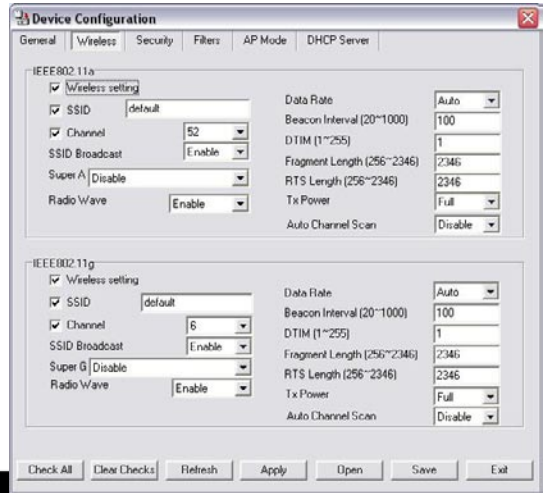 Device Configuration
General Wireless Security Filters AP Mode DHCP Server
IEEE802.11a
Wireless setting
SSID default
Channel 52
SSID Broadcast Enable
Super A Disable
Radio Wave Enable
Data Rate Auto
Beacon Interval (20~1000) 100
DTIM (1~255) 1
Fragment Length (256~2346) 2346
RTS Length (256~2346) 2346
Tx Power Full
Auto Channel Scan Disable
IEEE802.11g
Wireless setting
SSID default
Channel 6
SSID Broadcast Enable
Super G Disable
Radio Wave Enable
Data Rate Auto
Beacon Interval (20~1000) 100
DTIM (1~255) 1
Fragment Length (256~2346) 2346
RTS Length (256~2346) 2346
Tx Power Full
Auto Channel Scan Disable
Check All Clear Checks Refresh Apply Open Save Exit